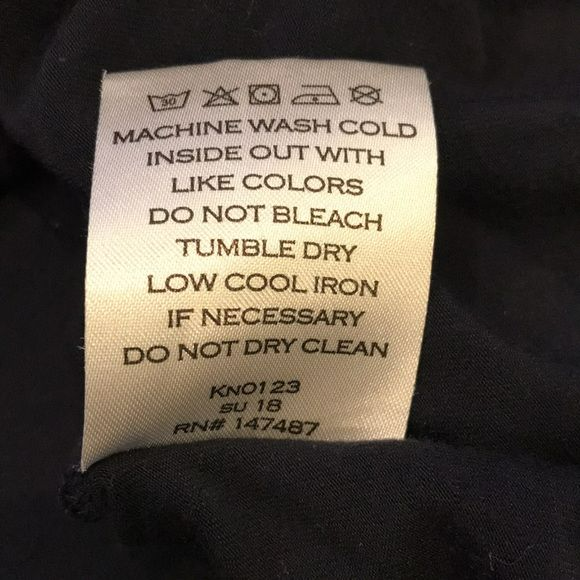 30
MACHINE WASH COLD
INSIDE OUT WITH
LIKE COLORS
DO NOT BLEACH
TUMBLE DRY
LOW COOL IRON
IF NECESSARY
DO NOT DRY CLEAN
KN0123
SU 18
RN# 147487